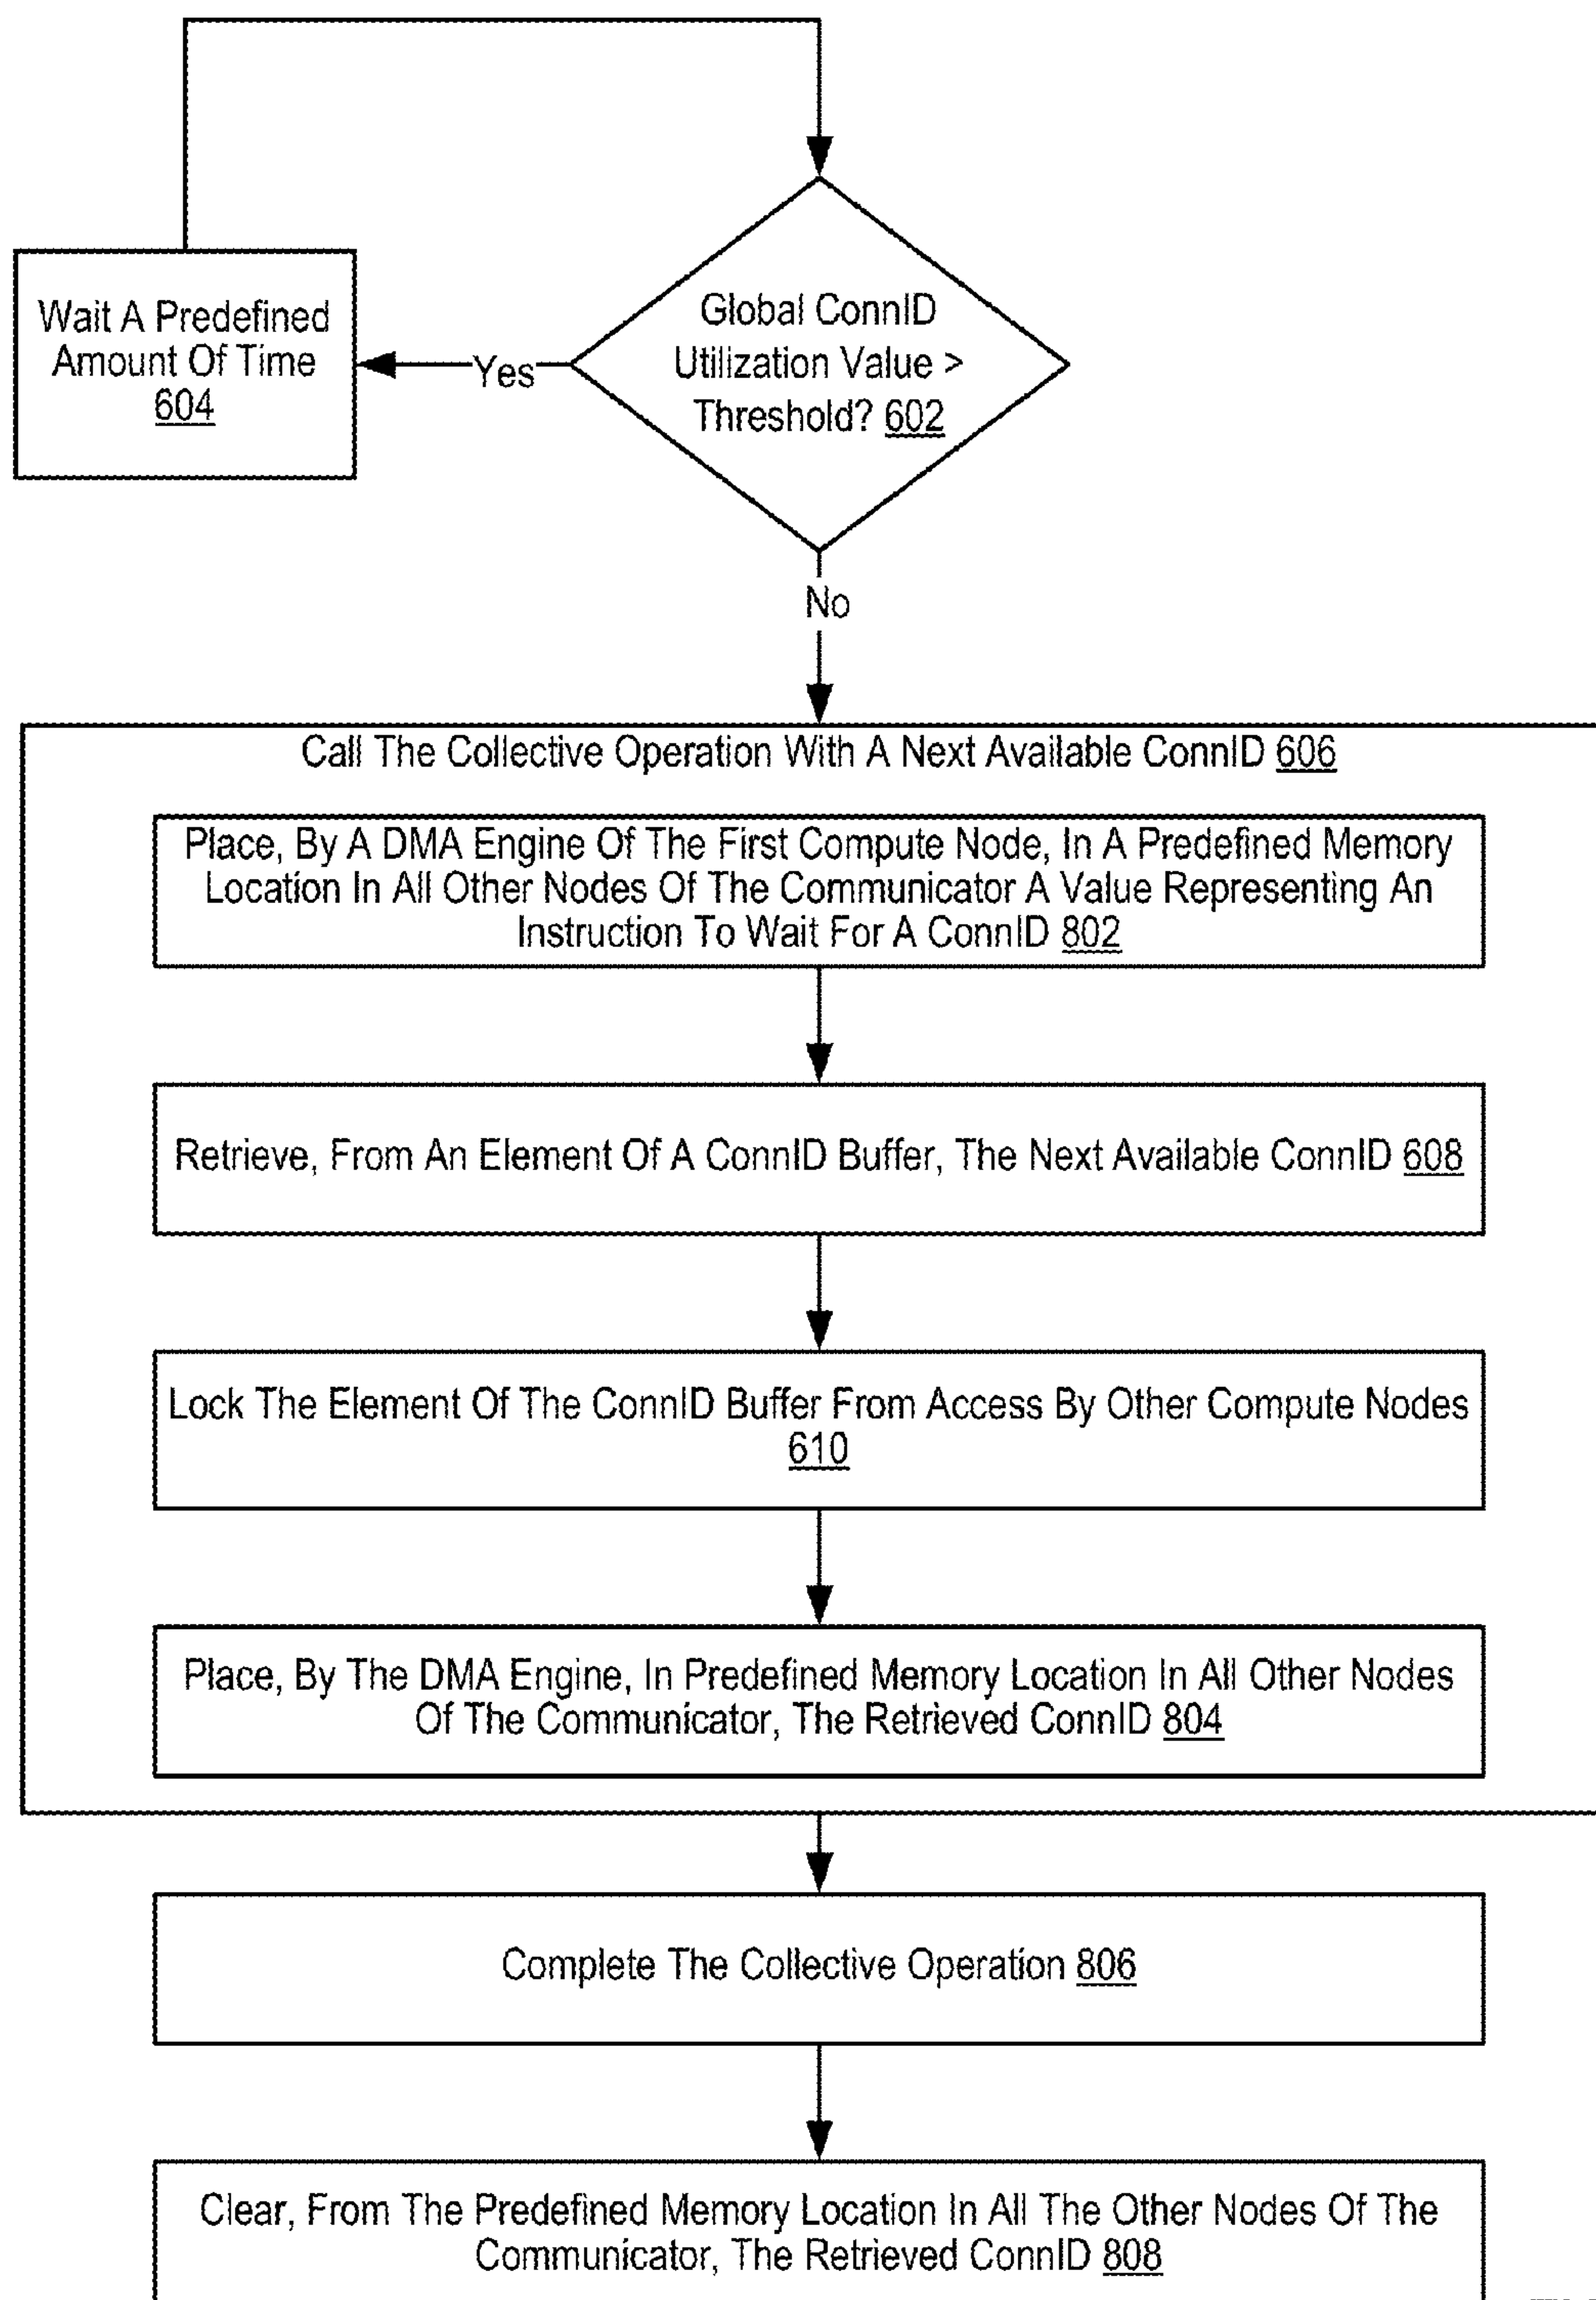 Global ConnID
Utilization Value >
Threshold? 602
Wait A Predefined
Amount Of Time
604
Yes
No
Call The Collective Operation With A Next Available ConnID 606
Place, By A DMA Engine Of The First Compute Node, In A Predefined Memory
Location In All Other Nodes Of The Communicator A Value Representing An
Instruction To Wait For A ConnID 802
Retrieve, From An Element Of A ConnID Buffer, The Next Available ConnID 608
Lock The Element Of The ConnID Buffer From Access By Other Compute Nodes
610
Place, By The DMA Engine, In Predefined Memory Location In All Other Nodes
Of The Communicator, The Retrieved ConnID 804
Complete The Collective Operation 806
Clear, From The Predefined Memory Location In All The Other Nodes Of The
Communicator, The Retrieved ConnID 808